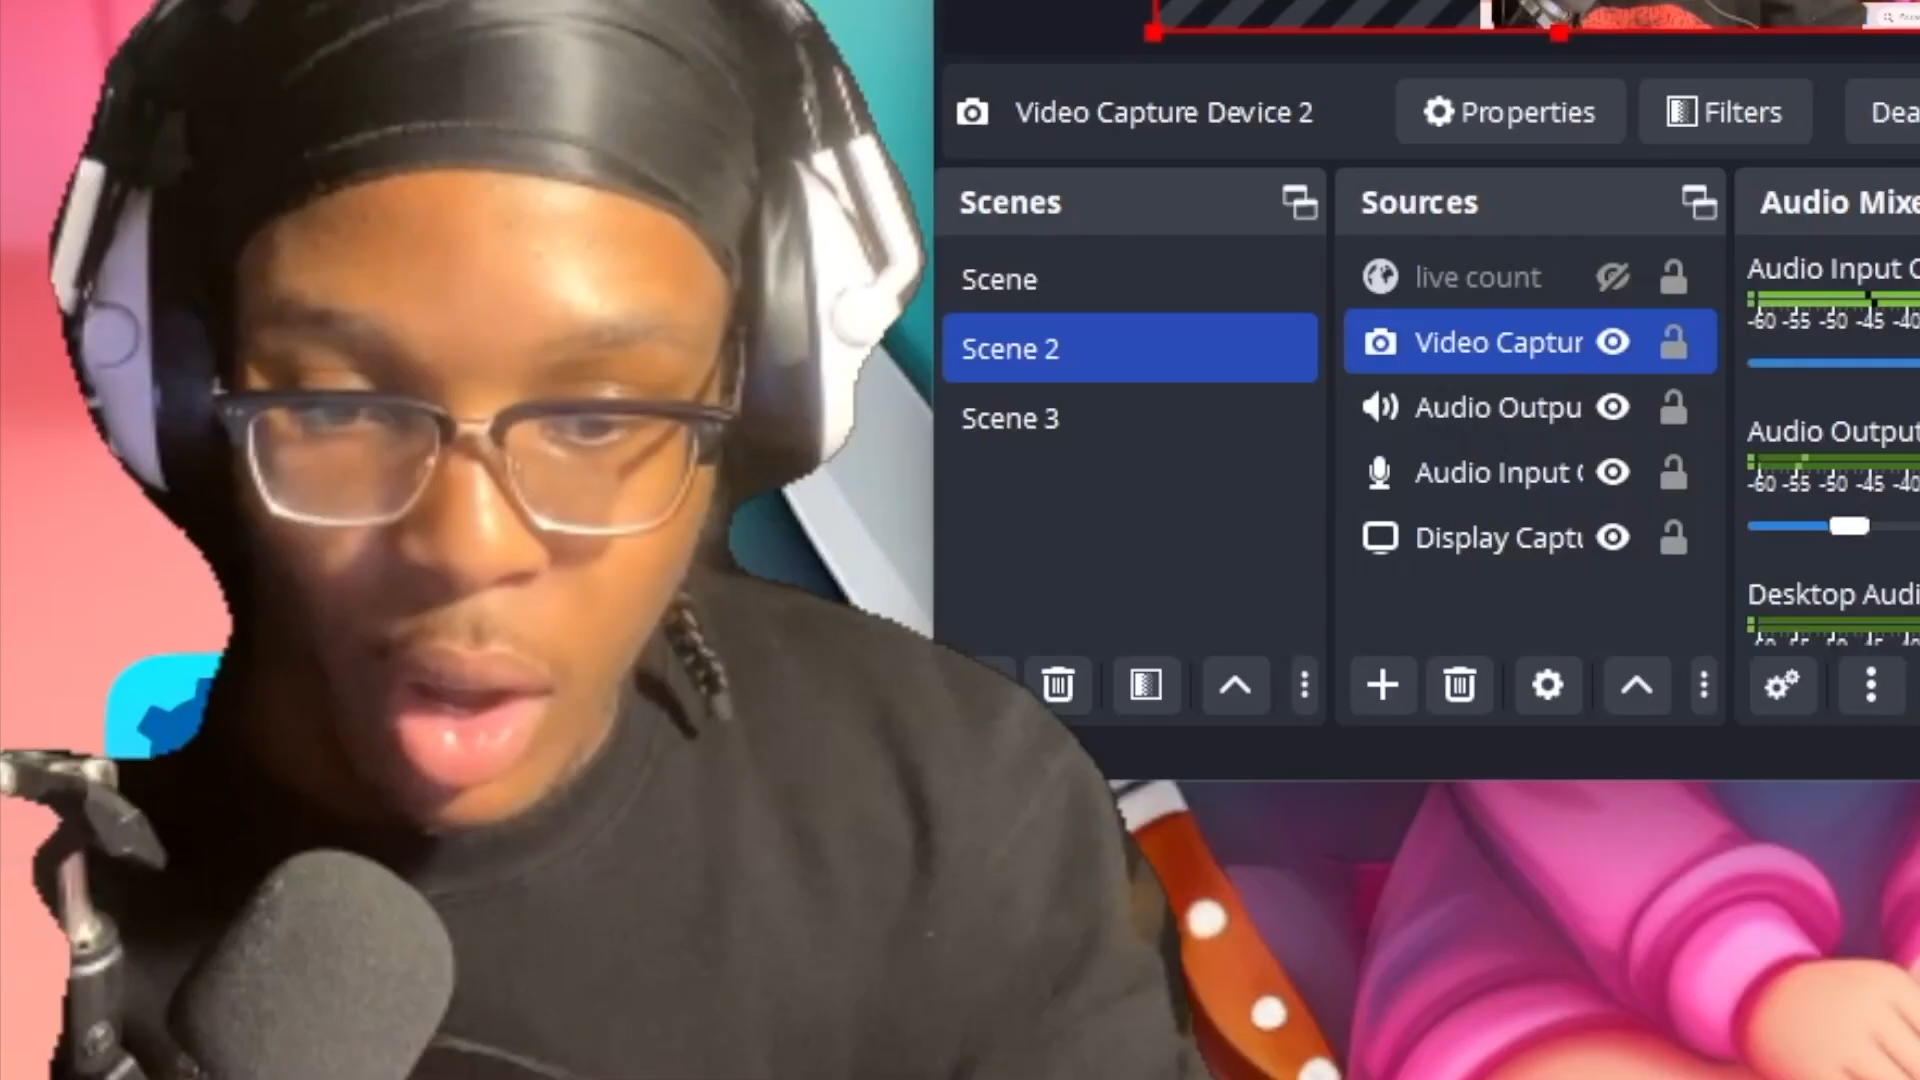 Video Capture Device 2
Properties
Filters
Dea
Scenes
Scene
Scene 2
Scene 3
Sources
live count
Video Captur
Audio Outpu
Audio Input
Display Captu
Audio Mixe
Audio Input
-60 -55 -50 -45 -40
Audio Output
-60 -55 -50 -45 -40
Desktop Audi